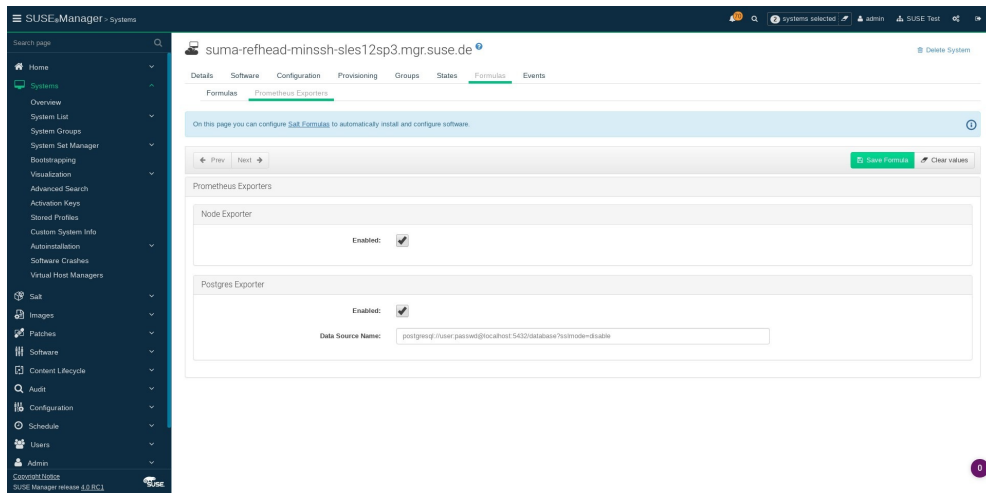 SUSE®Manager > Systems
2 systems selected
admin
SUSE Test
Search page
Home
Systems
Overview
System List
System Groups
System Set Manager
Bootstrapping
Visualization
Advanced Search
Activation Keys
Stored Profiles
Custom System Info
Autoinstallation
Software Crashes
Virtual Host Managers
Salt
Images
Patches
Software
Content Lifecycle
Audit
Configuration
Schedule
Users
Admin
Copyright Notice
SUSE Manager release 4.0 RC1
SUSE
suma-refhead-minssh-sles12sp3.mgr.suse.de ?
Delete System
Details Software Configuration Provisioning Groups States Formulas Events
Formulas Prometheus Exporters
On this page you can configure Salt Formulas to automatically install and configure software.
Prev Next
Save Formula Clear values
Prometheus Exporters
Node Exporter
Enabled:
Postgres Exporter
Enabled:
Data Source Name: postgresql://user:passwd@localhost:5432/database?sslmode=disable
0